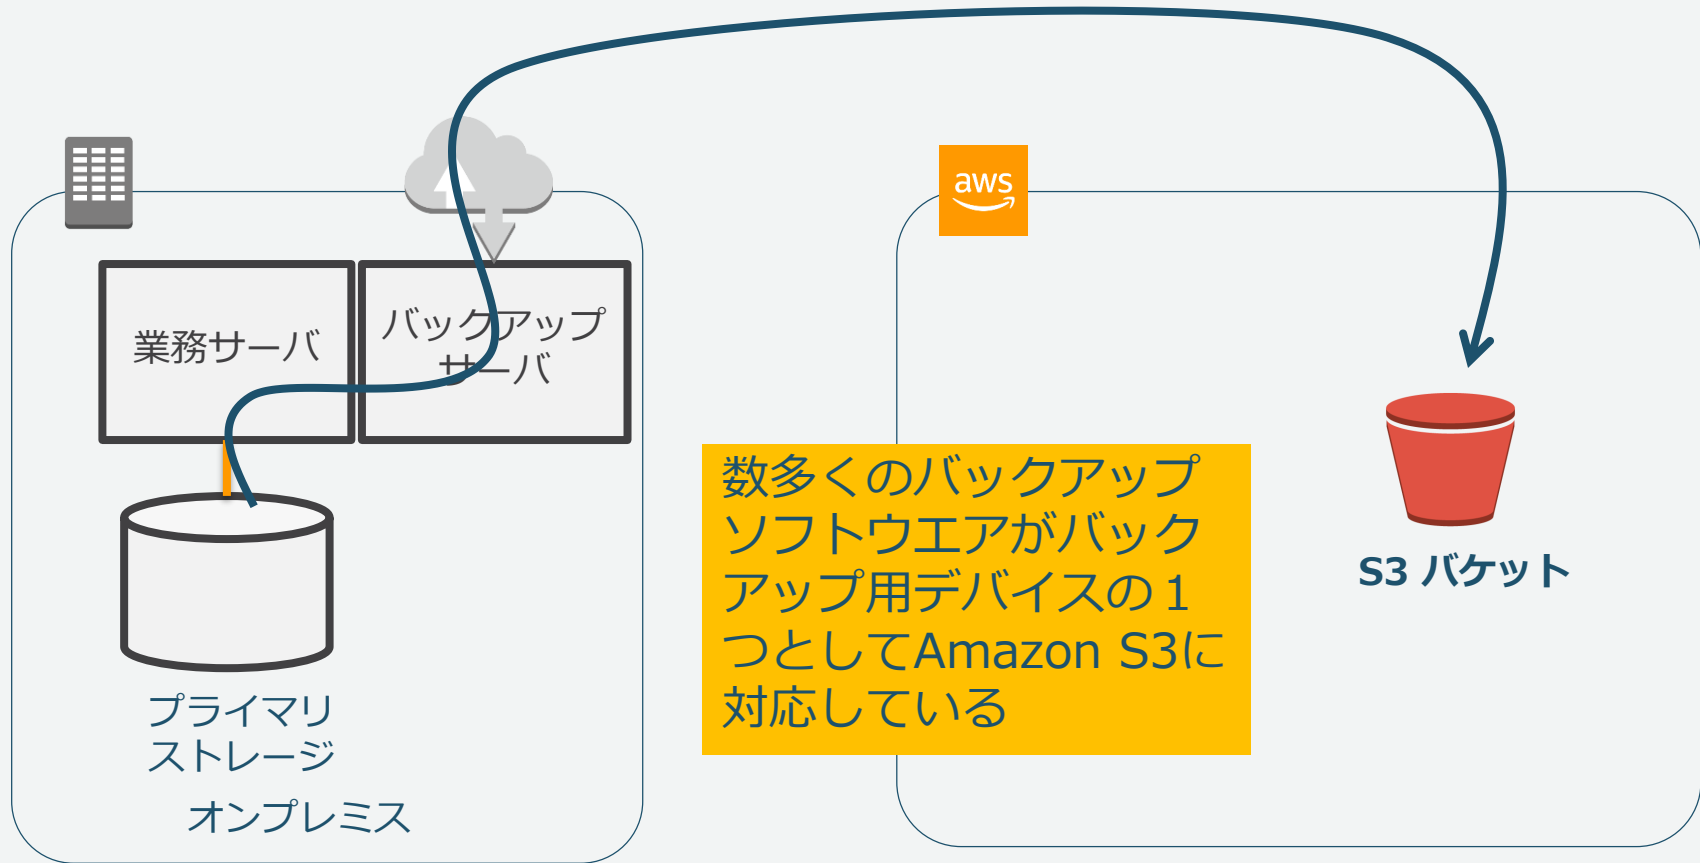 aws
業務サーバ
バックアップ
サーバ
数多くのバックアップ
ソフトウエアがバック
アップ用デバイスの１
つとしてAmazon S3に
対応している
S3 バケット
プライマリ
ストレージ
オンプレミス